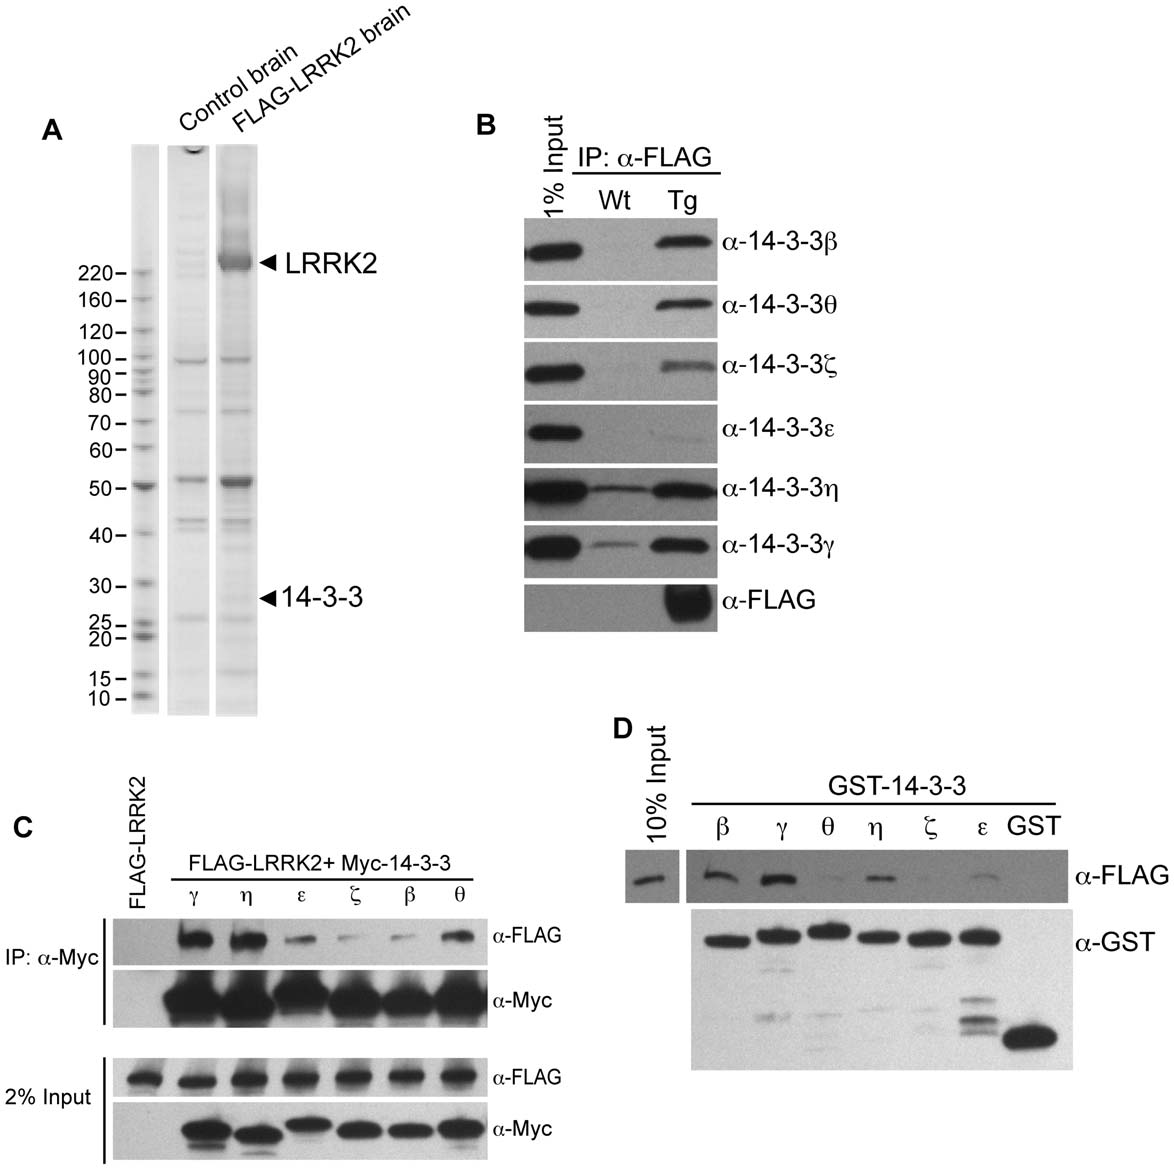 A
Control brain
FLAG-LRRK2 brain
220
160
120
100
90
80
70
60
50
40
30
25
20
15
10
LRRK2
14-3-3
B
1% Input
IP: α-FLAG
Wt Tg
α-14-3-3β
α-14-3-3θ
α-14-3-3ζ
α-14-3-3ε
α-14-3-3η
α-14-3-3γ
α-FLAG
C
FLAG-LRRK2
FLAG-LRRK2+ Myc-14-3-3
γ η ε ζ β θ
IP: α-Myc
α-FLAG
α-Myc
2% Input
α-FLAG
α-Myc
D
10% Input
GST-14-3-3
β γ θ η ζ ε GST
α-FLAG
α-GST